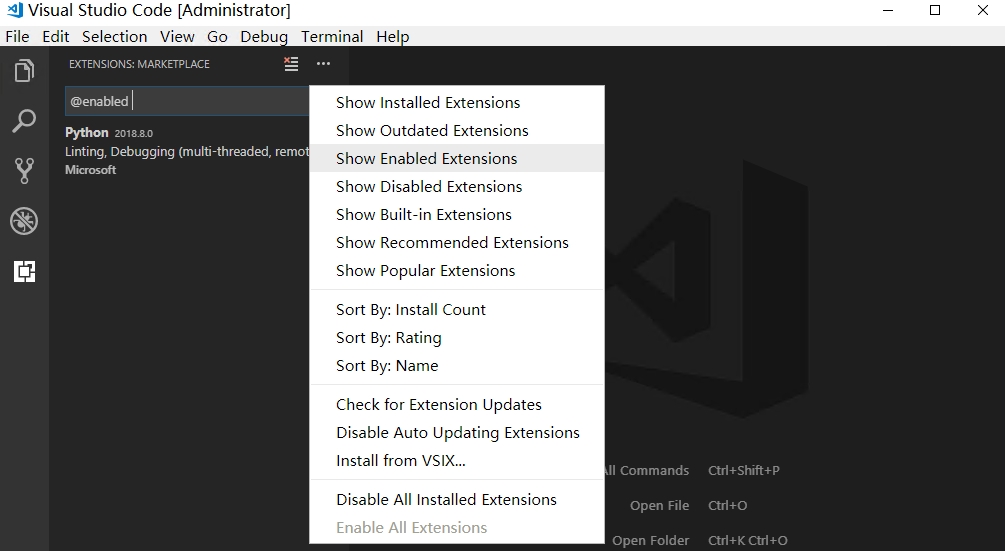 Visual Studio Code [Administrator]
File Edit Selection View Go Debug Terminal Help
EXTENSIONS: MARKETPLACE
@enabled
Python 2018.8.0
Linting, Debugging (multi-threaded, remot
Microsoft
Show Installed Extensions
Show Outdated Extensions
Show Enabled Extensions
Show Disabled Extensions
Show Built-in Extensions
Show Recommended Extensions
Show Popular Extensions
Sort By: Install Count
Sort By: Rating
Sort By: Name
Check for Extension Updates
Disable Auto Updating Extensions
Install from VSIX...
Disable All Installed Extensions
Enable All Extensions
All Commands Ctrl+Shift+P
Open File Ctrl+O
Open Folder Ctrl+K Ctrl+O